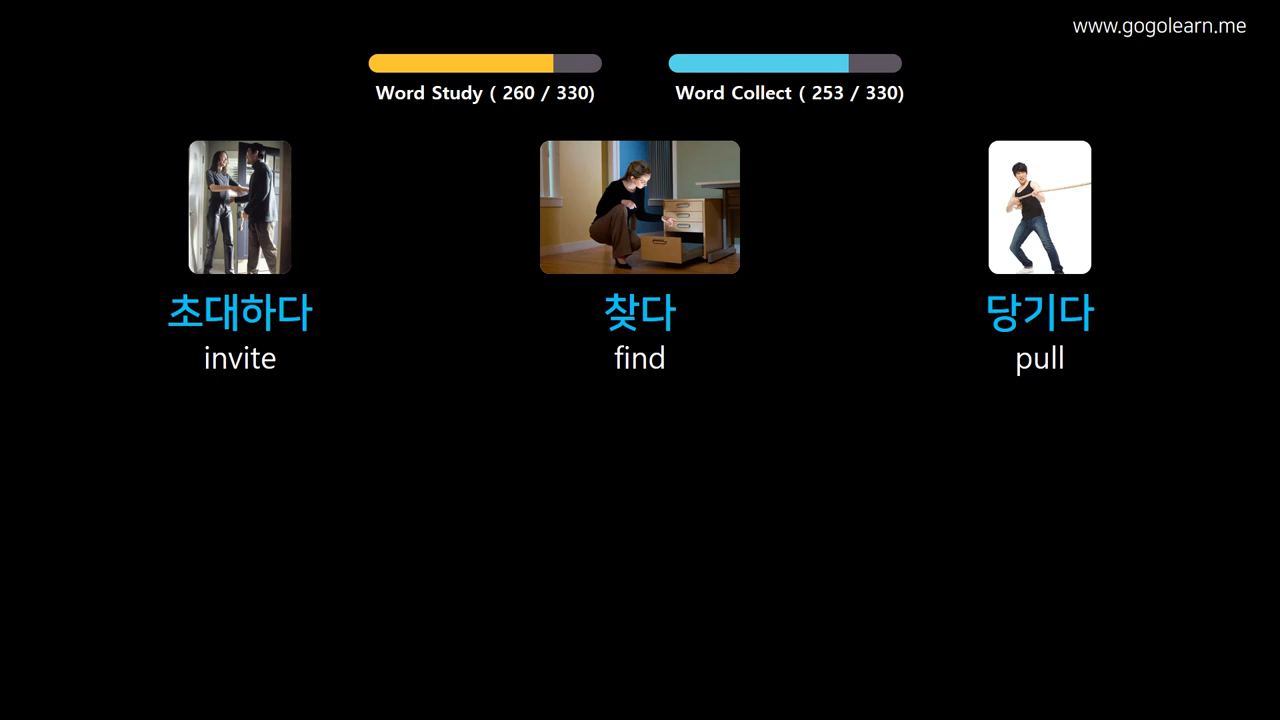 www.gogolearn.me
Word Study ( 260 / 330)
Word Collect ( 253 / 330)
초대하다
invite
찾다
find
당기다
pull